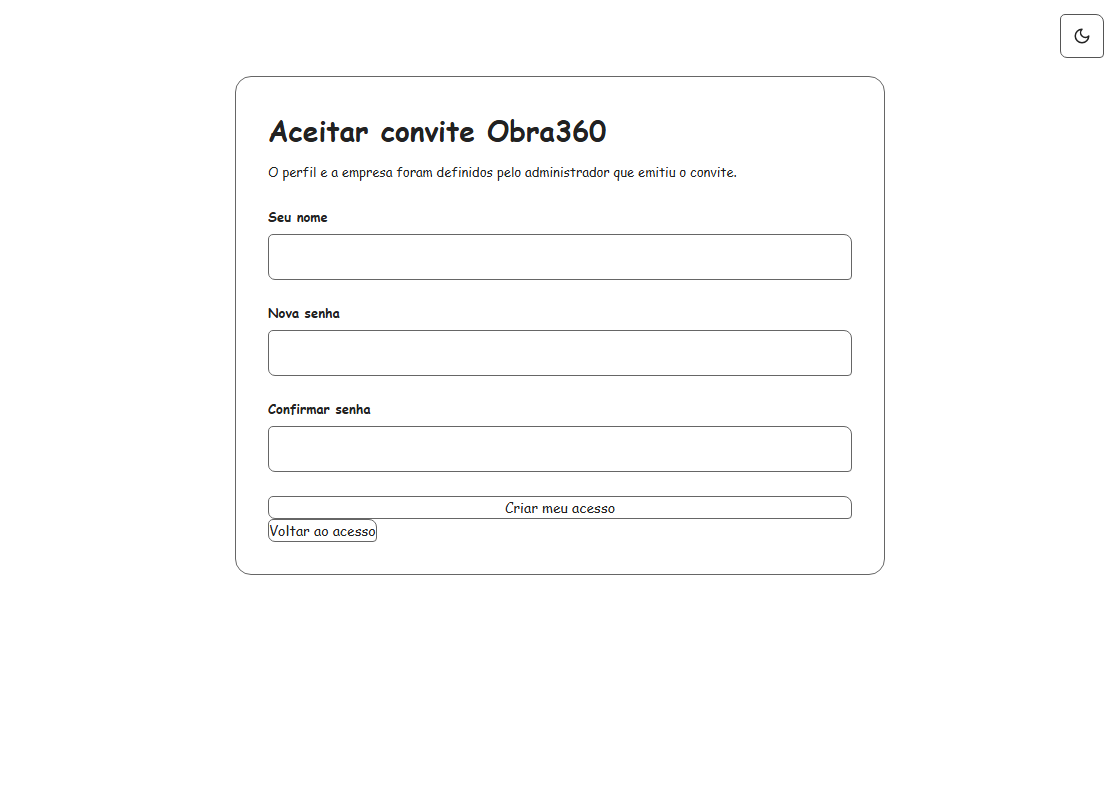 Aceitar convite Obra360
O perfil e a empresa foram definidos pelo administrador que emitiu o convite.
Seu nome
Nova senha
Confirmar senha
Criar meu acesso
Voltar ao acesso